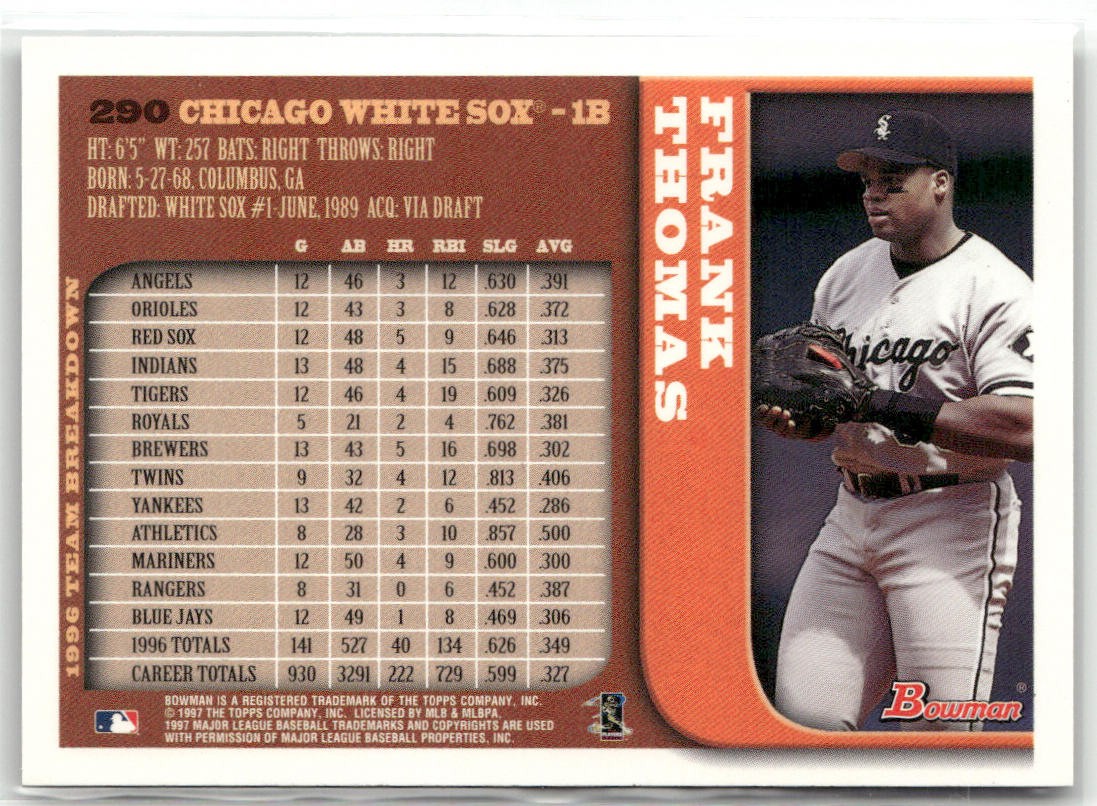 290 CHICAGO WHITE SOX® - 1B
HT: 6'5" WT: 257 BATS: RIGHT THROWS: RIGHT
BORN: 5-27-68, COLUMBUS, GA
DRAFTED: WHITE SOX #1-JUNE, 1989 ACQ: VIA DRAFT
1996 TEAM BREAKDOWN
G AB HR RBI SLG AVG
ANGELS 12 46 3 12 .630 .391
ORIOLES 12 43 3 8 .628 .372
RED SOX 12 48 5 9 .646 .313
INDIANS 13 48 4 15 .688 .375
TIGERS 12 46 4 19 .609 .326
ROYALS 5 21 2 4 .762 .381
BREWERS 13 43 5 16 .698 .302
TWINS 9 32 4 12 .813 .406
YANKEES 13 42 2 6 .452 .286
ATHLETICS 8 28 3 10 .857 .500
MARINERS 12 50 4 9 .600 .300
RANGERS 8 31 0 6 .452 .387
BLUE JAYS 12 49 1 8 .469 .306
1996 TOTALS 141 527 40 134 .626 .349
CAREER TOTALS 930 3291 222 729 .599 .327
BOWMAN IS A REGISTERED TRADEMARK OF THE TOPPS COMPANY, INC.
© 1997 THE TOPPS COMPANY, INC. LICENSED BY MLB & MLBPA.
1997 MAJOR LEAGUE BASEBALL TRADEMARKS AND COPYRIGHTS ARE USED
WITH PERMISSION OF MAJOR LEAGUE BASEBALL PROPERTIES, INC.
PLAYERS
FRANK
THOMAS
Sox
Chicago
Bowman®